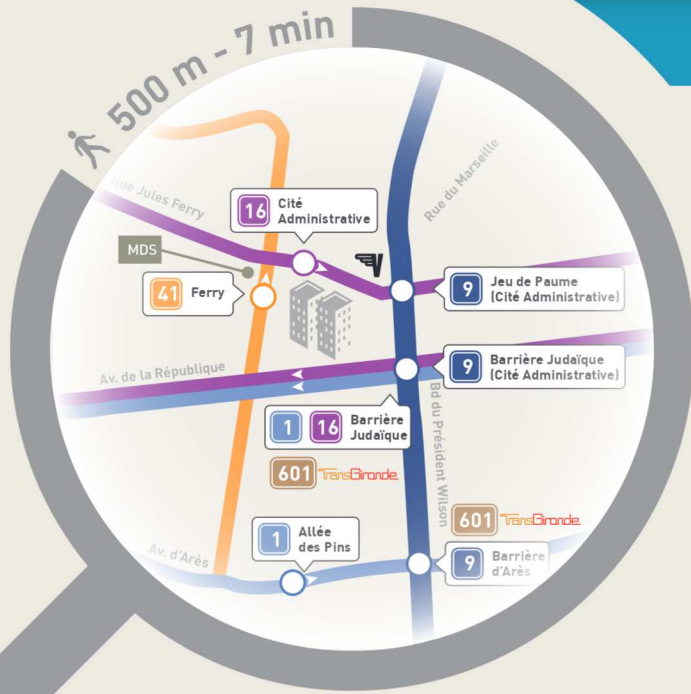 500 m - 7 min
Rue Jules Ferry
Rue du Marseille
16
Cité
Administrative
MDS
41 Ferry
9
Jeu de Paume
(Cité Administrative)
Av. de la République
9
Barrière Judaïque
(Cité Administrative)
1 16
Barrière
Judaïque
Bd du Président Wilson
601 TransGironde
601 TransGironde
Av. d'Arès
1
Allée
des Pins
9
Barrière
d'Arès